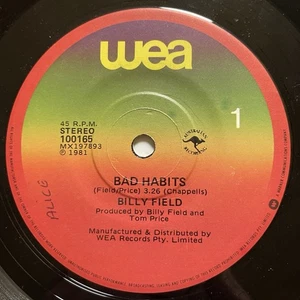 wea
45 R.P.M.
STEREO
100165
MX197893
℗ 1981
1
BAD HABITS
(Field/Price) 3.26 (Chappells)
BILLY FIELD
Produced by Billy Field and
Tom Price
Manufactured & Distributed by
WEA Records Pty. Limited
ALICE